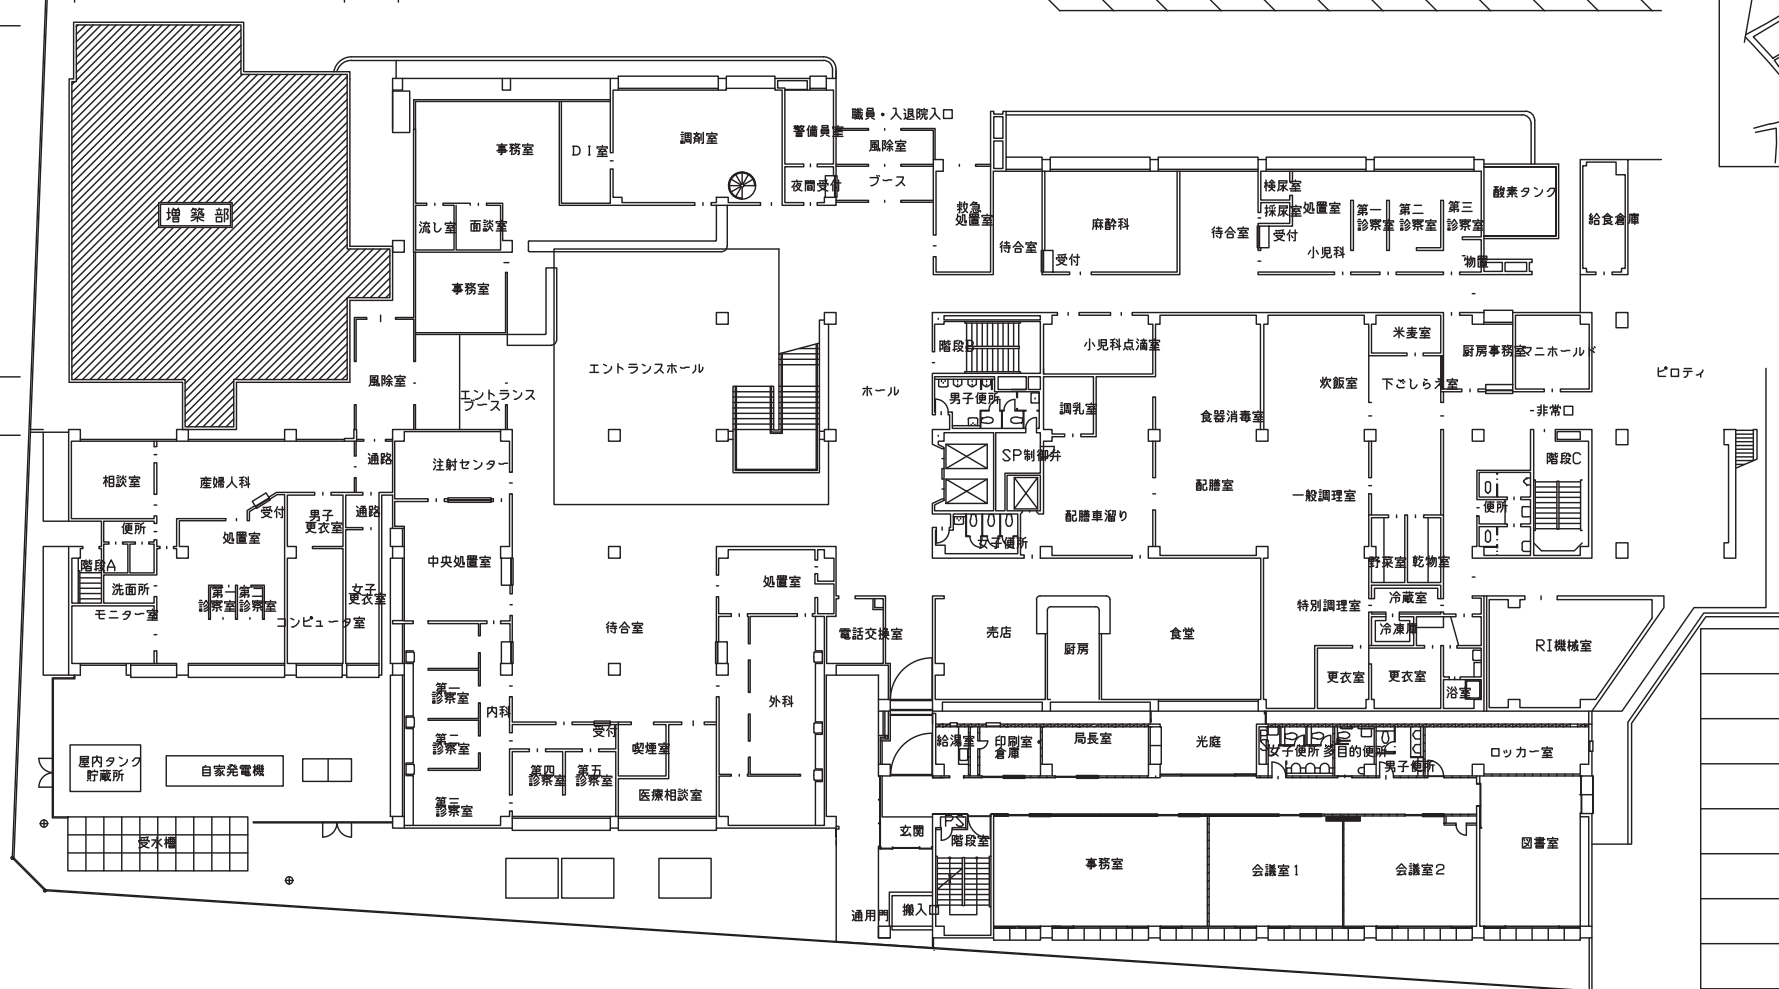 職員・入退院入口
事務室
DI室
調剤室
警備員室
風除室
夜間受付
ブース
増築部
流し室
面談室
救急
処置室
待合室
麻酔科
受付
待合室
検尿室
採尿室
受付
処置室
小児科
第一
診察室
第二
診察室
第三
診察室
物置
酸素タンク
給食倉庫
事務室
風除室
エントランス
ブース
エントランスホール
ホール
階段B
小児科点滴室
男子便所
調乳室
SP制御弁
女子便所
配膳車溜り
食器消毒室
配膳室
炊飯室
一般調理室
米麦室
下ごしらえ室
厨房事務室
マニホールド
ピロティ
-非常口
階段C
便所
野菜室
乾物室
冷蔵室
冷凍庫
特別調理室
更衣室
更衣室
浴室
RI機械室
相談室
産婦人科
通路
通路
受付
男子
更衣室
便所
処置室
階段A
洗面所
第一
診察室
第二
診察室
モニター室
コンピュータ室
女子
更衣室
注射センター
中央処置室
待合室
処置室
電話交換室
外科
第一
診察室
内科
第二
診察室
第三
診察室
受付
第四
診察室
第五
診察室
喫煙室
医療相談室
売店
厨房
食堂
屋内タンク
貯蔵所
自家発電機
受水槽
給湯室
印刷室・
倉庫
局長室
光庭
女子便所
多目的便所
男子便所
ロッカー室
玄関
PS
階段室
事務室
会議室1
会議室2
図書室
通用門
搬入口